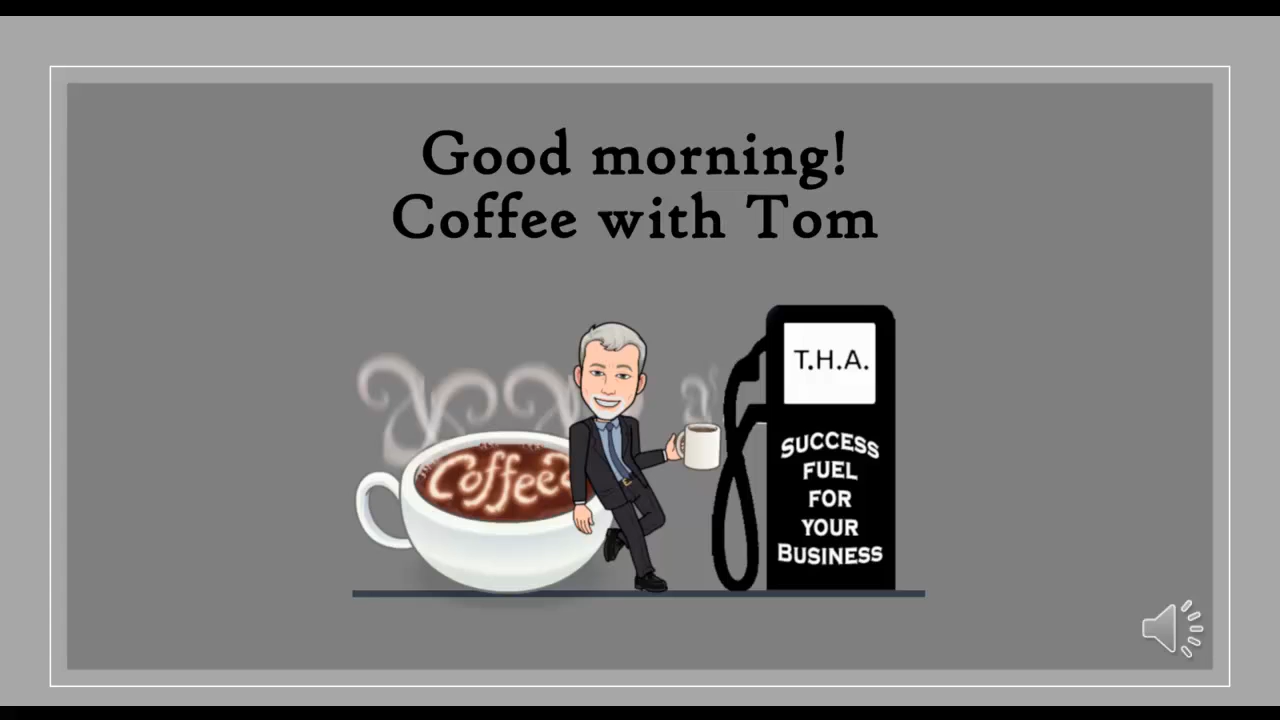 Good morning!
Coffee with Tom
Coffee
T.H.A.
SUCCESS
FUEL
FOR
YOUR
BUSINESS